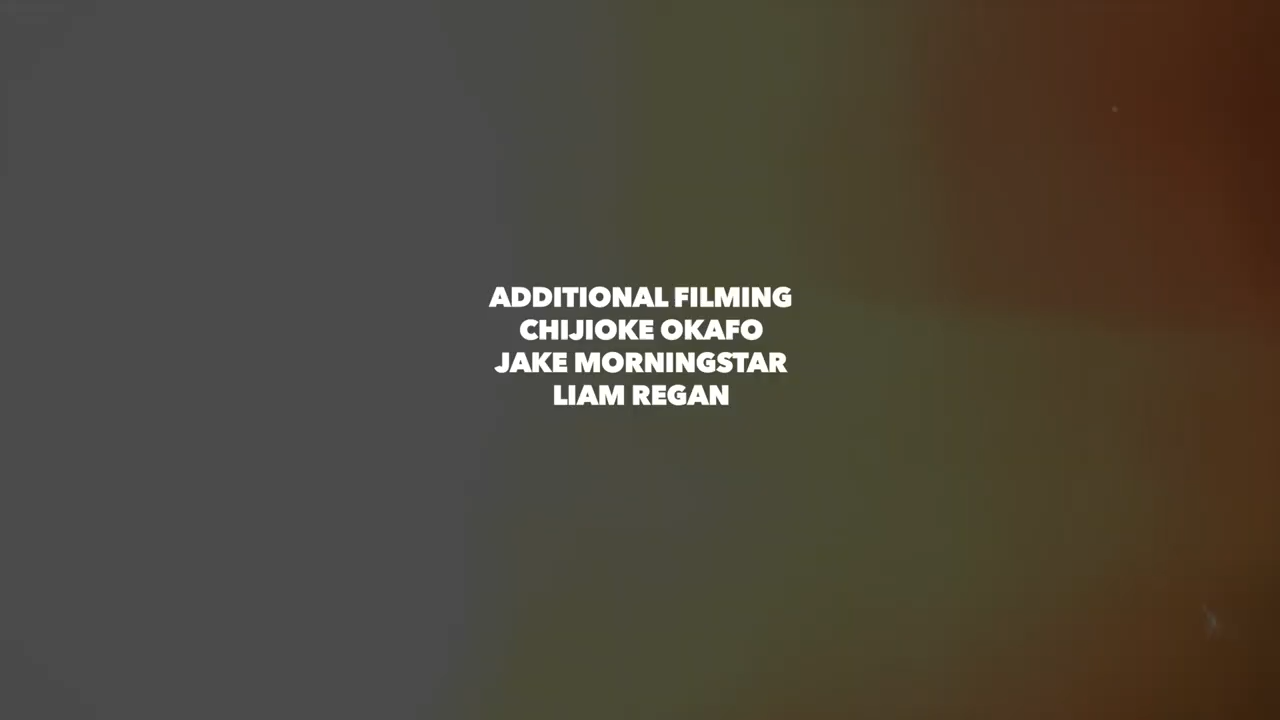 ADDITIONAL FILMING
CHIJIOKE OKAFO
JAKE MORNINGSTAR
LIAM REGAN